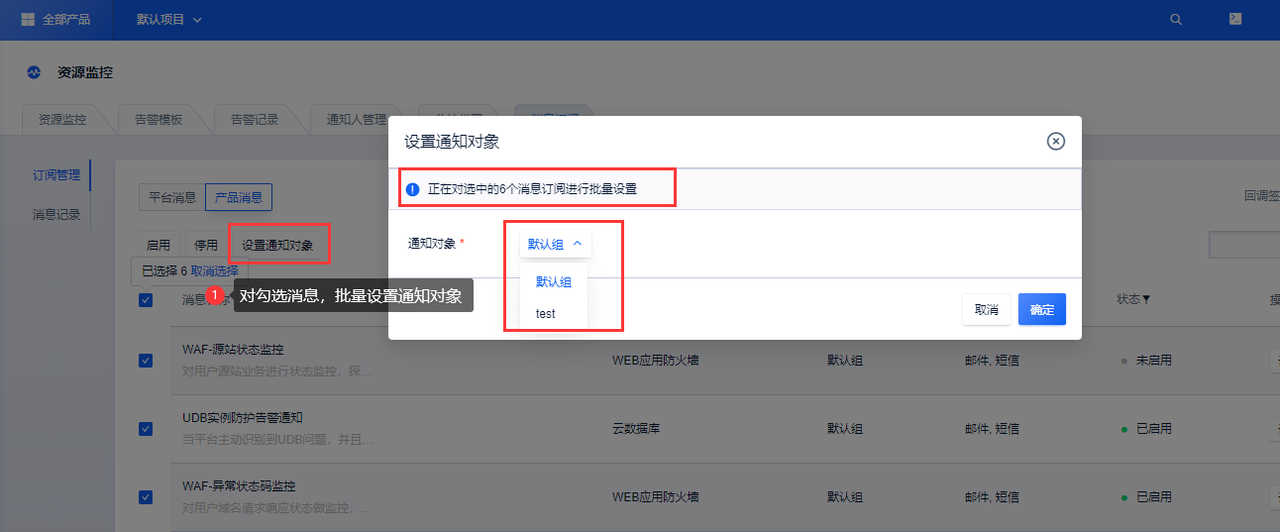 全部产品 默认项目
资源监控
资源监控 告警模板 告警记录 通知人管理
设置通知对象
正在对选中的6个消息订阅进行批量设置
订阅管理
消息记录
平台消息 产品消息
回调签
启用 停用 设置通知对象
通知对象 * 默认组
已选择 6 取消选择
默认组
test
1 对勾选消息，批量设置通知对象
取消 确定
状态
WAF-源站状态监控
对用户源站业务进行状态监控，探...
WEB应用防火墙 默认组 邮件, 短信 未启用
UDB实例防护告警通知
当平台主动识别到UDB问题，并且...
云数据库 默认组 邮件, 短信 已启用
WAF-异常状态码监控
对用户域名请求响应状态做监控，...
WEB应用防火墙 默认组 邮件, 短信 已启用